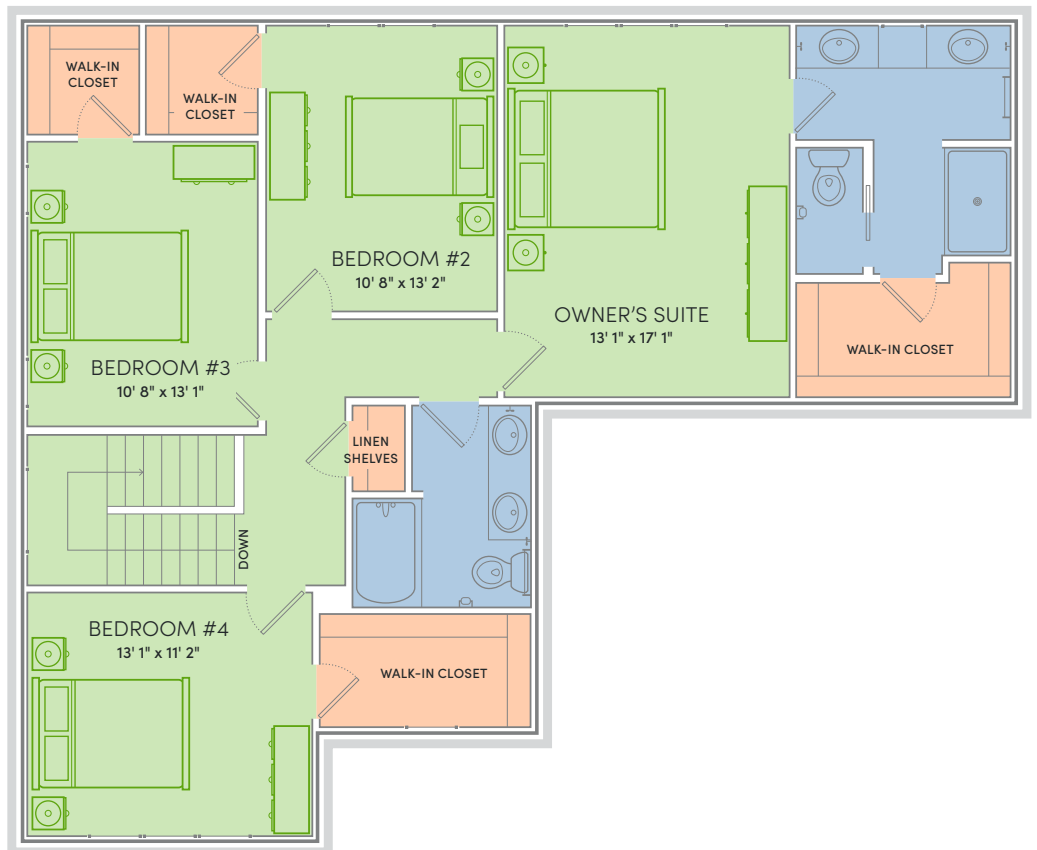 WALK-IN
CLOSET
WALK-IN
CLOSET
BEDROOM #2
10' 8" x 13' 2"
OWNER'S SUITE
13' 1" x 17' 1"
WALK-IN CLOSET
BEDROOM #3
10' 8" x 13' 1"
LINEN
SHELVES
DOWN
BEDROOM #4
13' 1" x 11' 2"
WALK-IN CLOSET